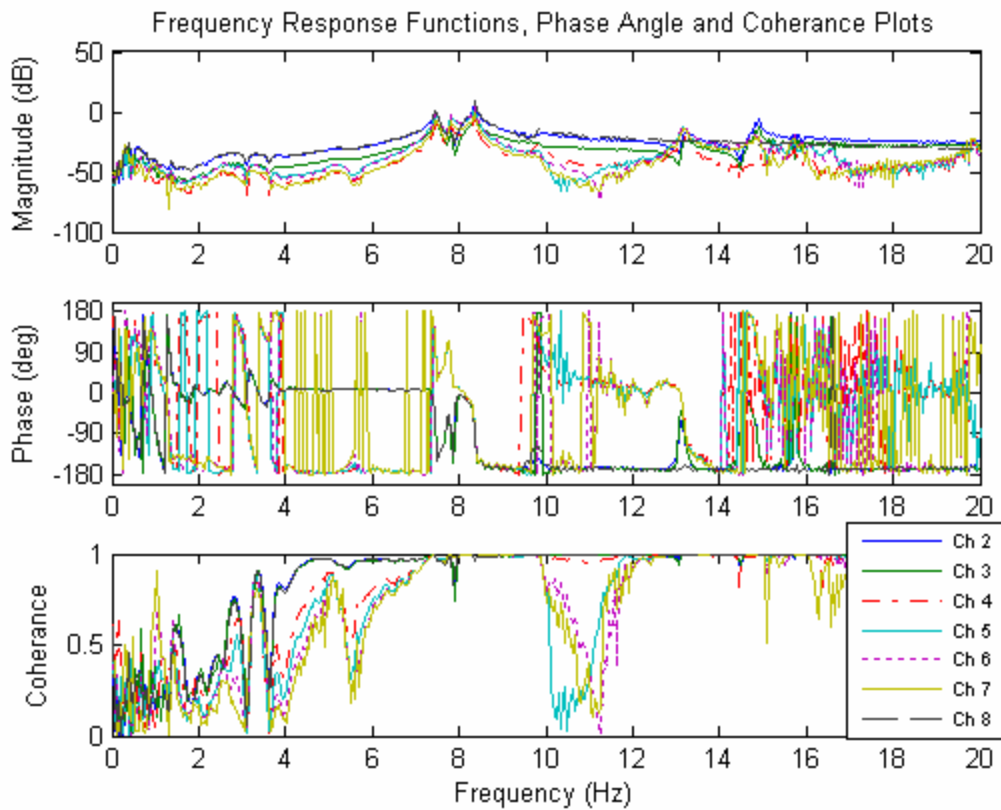 Frequency Response Functions, Phase Angle and Coherance Plots
Magnitude (dB)
50
0
-50
-100
0 2 4 6 8 10 12 14 16 18 20
Phase (deg)
180
90
0
-90
-180
0 2 4 6 8 10 12 14 16 18 20
Coherance
1
0.5
0
0 2 4 6 8 10 12 14 16 18 20
Frequency (Hz)
Ch 2
Ch 3
Ch 4
Ch 5
Ch 6
Ch 7
Ch 8